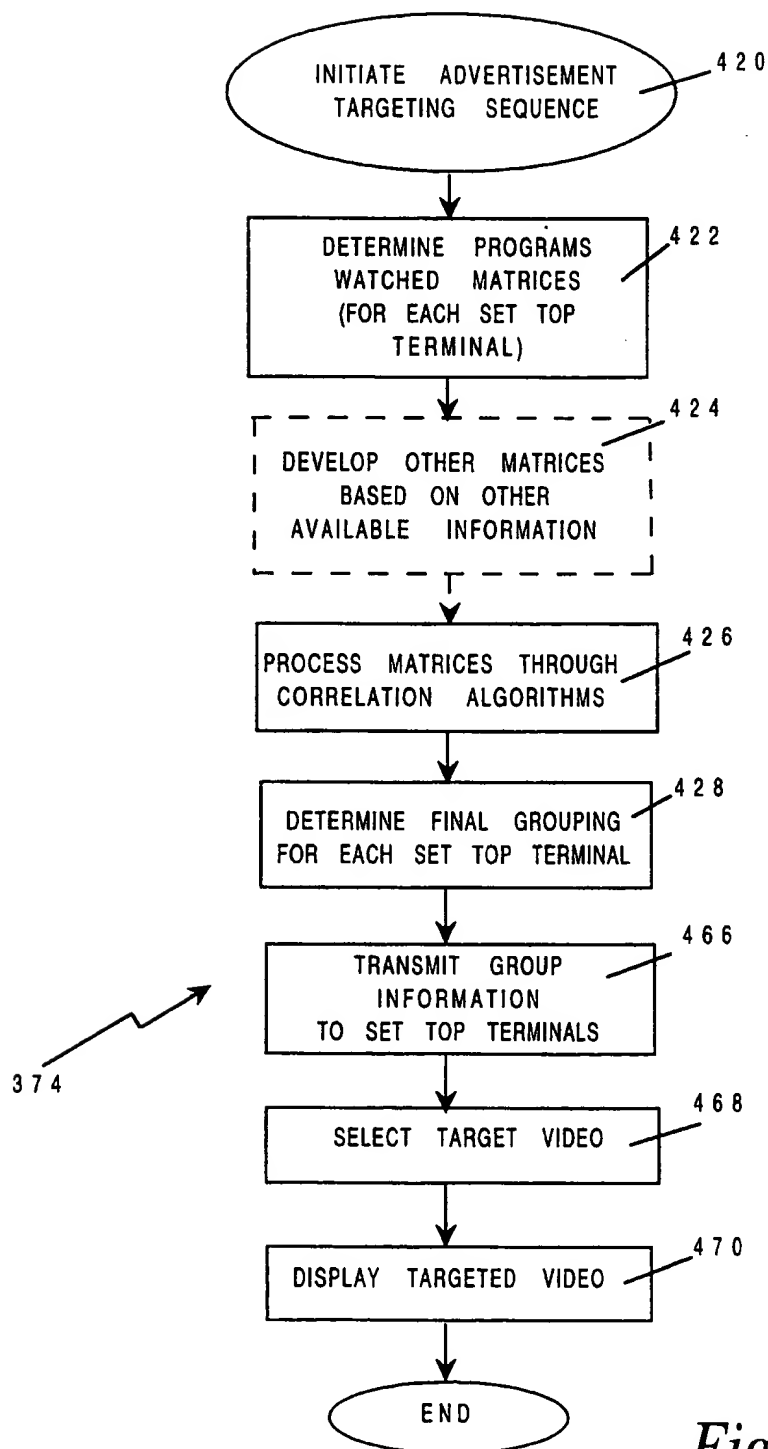 INITIATE ADVERTISEMENT
TARGETING SEQUENCE
420
DETERMINE PROGRAMS
WATCHED MATRICES
(FOR EACH SET TOP
TERMINAL)
422
DEVELOP OTHER MATRICES
BASED ON OTHER
AVAILABLE INFORMATION
424
PROCESS MATRICES THROUGH
CORRELATION ALGORITHMS
426
DETERMINE FINAL GROUPING
FOR EACH SET TOP TERMINAL
428
TRANSMIT GROUP
INFORMATION
TO SET TOP TERMINALS
466
374
SELECT TARGET VIDEO
468
DISPLAY TARGETED VIDEO
470
END
Fig